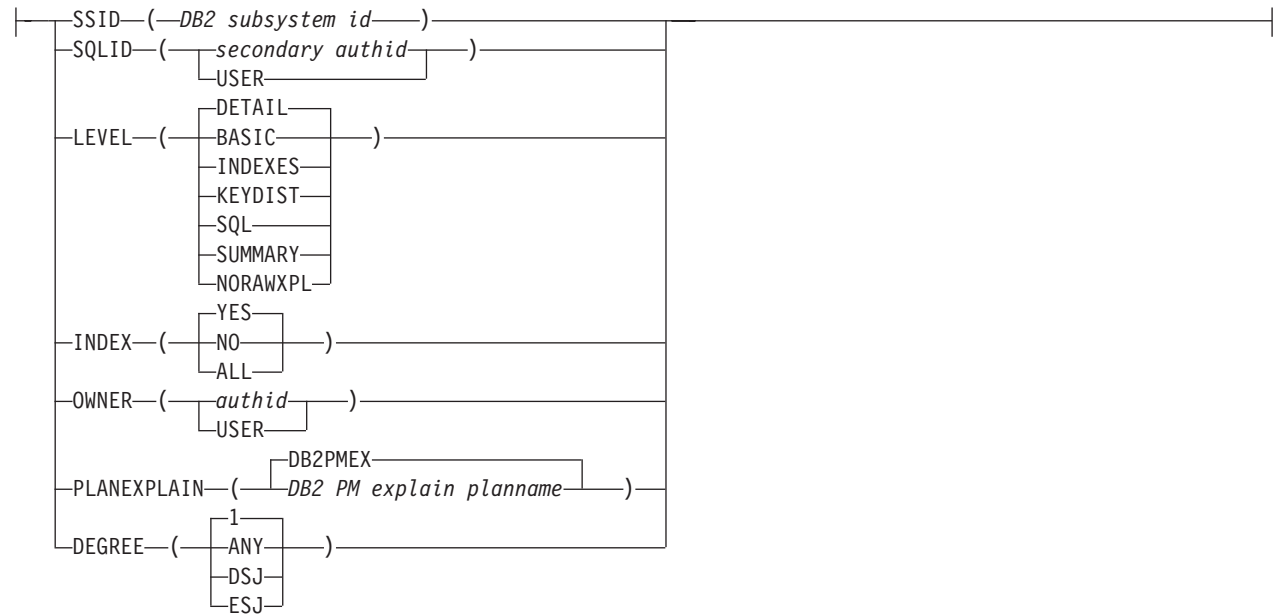 SSID ( DB2 subsystem id )
SQLID ( secondary authid )
USER
DETAIL
LEVEL ( BASIC )
INDEXES
KEYDIST
SQL
SUMMARY
NORAWXPL
YES
INDEX ( NO )
ALL
OWNER ( authid )
USER
DB2PMEX
PLANEXPLAIN ( DB2 PM explain planname )
1
DEGREE ( ANY )
DSJ
ESJ